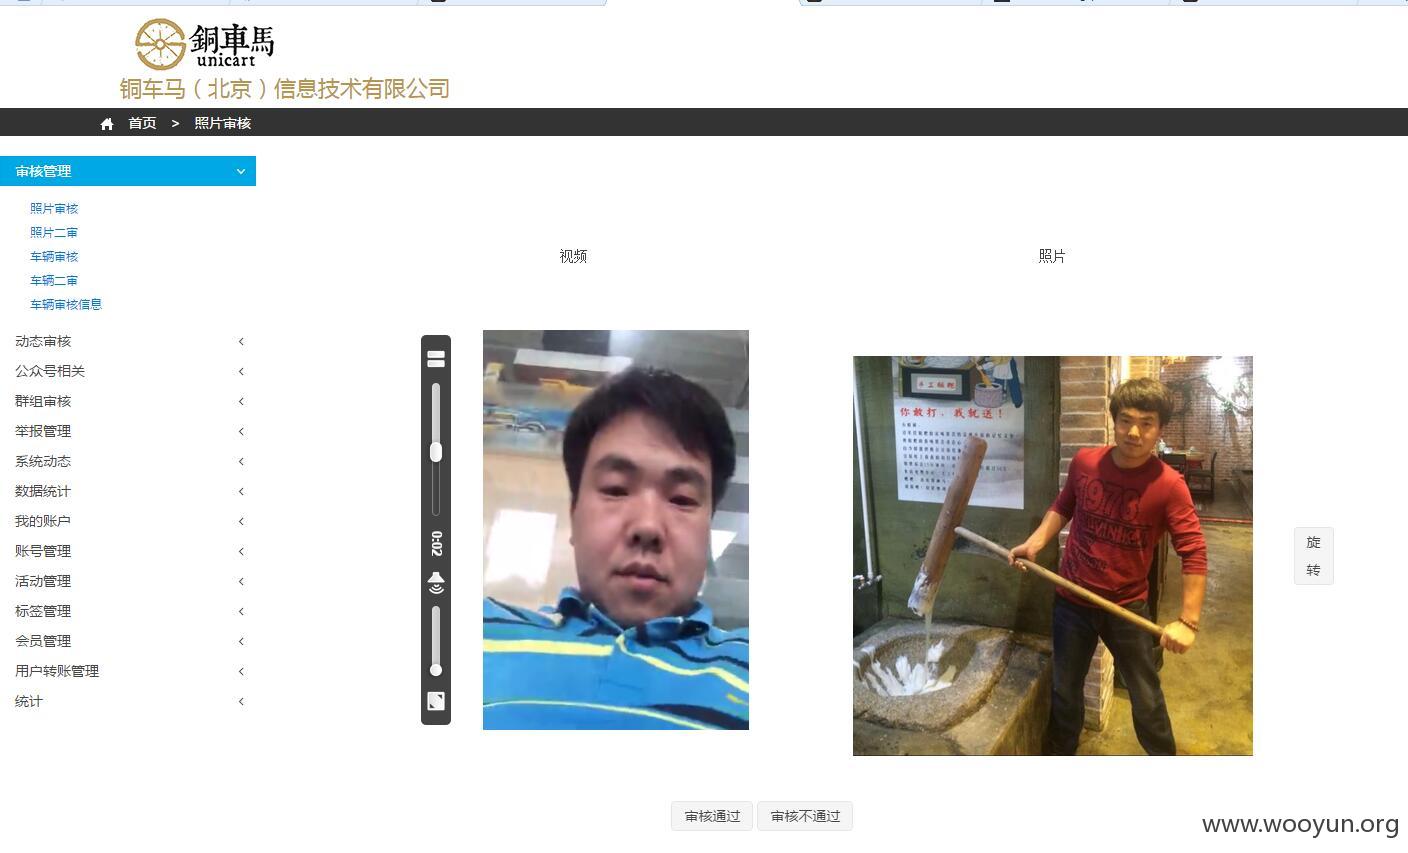 銅車馬
unicart
铜车马（北京）信息技术有限公司
首页 > 照片审核
审核管理
照片审核
照片二审
车辆审核
车辆二审
车辆审核信息
动态审核
公众号相关
群组审核
举报管理
系统动态
数据统计
我的账户
账号管理
活动管理
标签管理
会员管理
用户转账管理
统计
视频
照片
0:02
手工糍粑
你敢打，我就送！
1978
旋
转
审核通过
审核不通过
www.wooyun.org